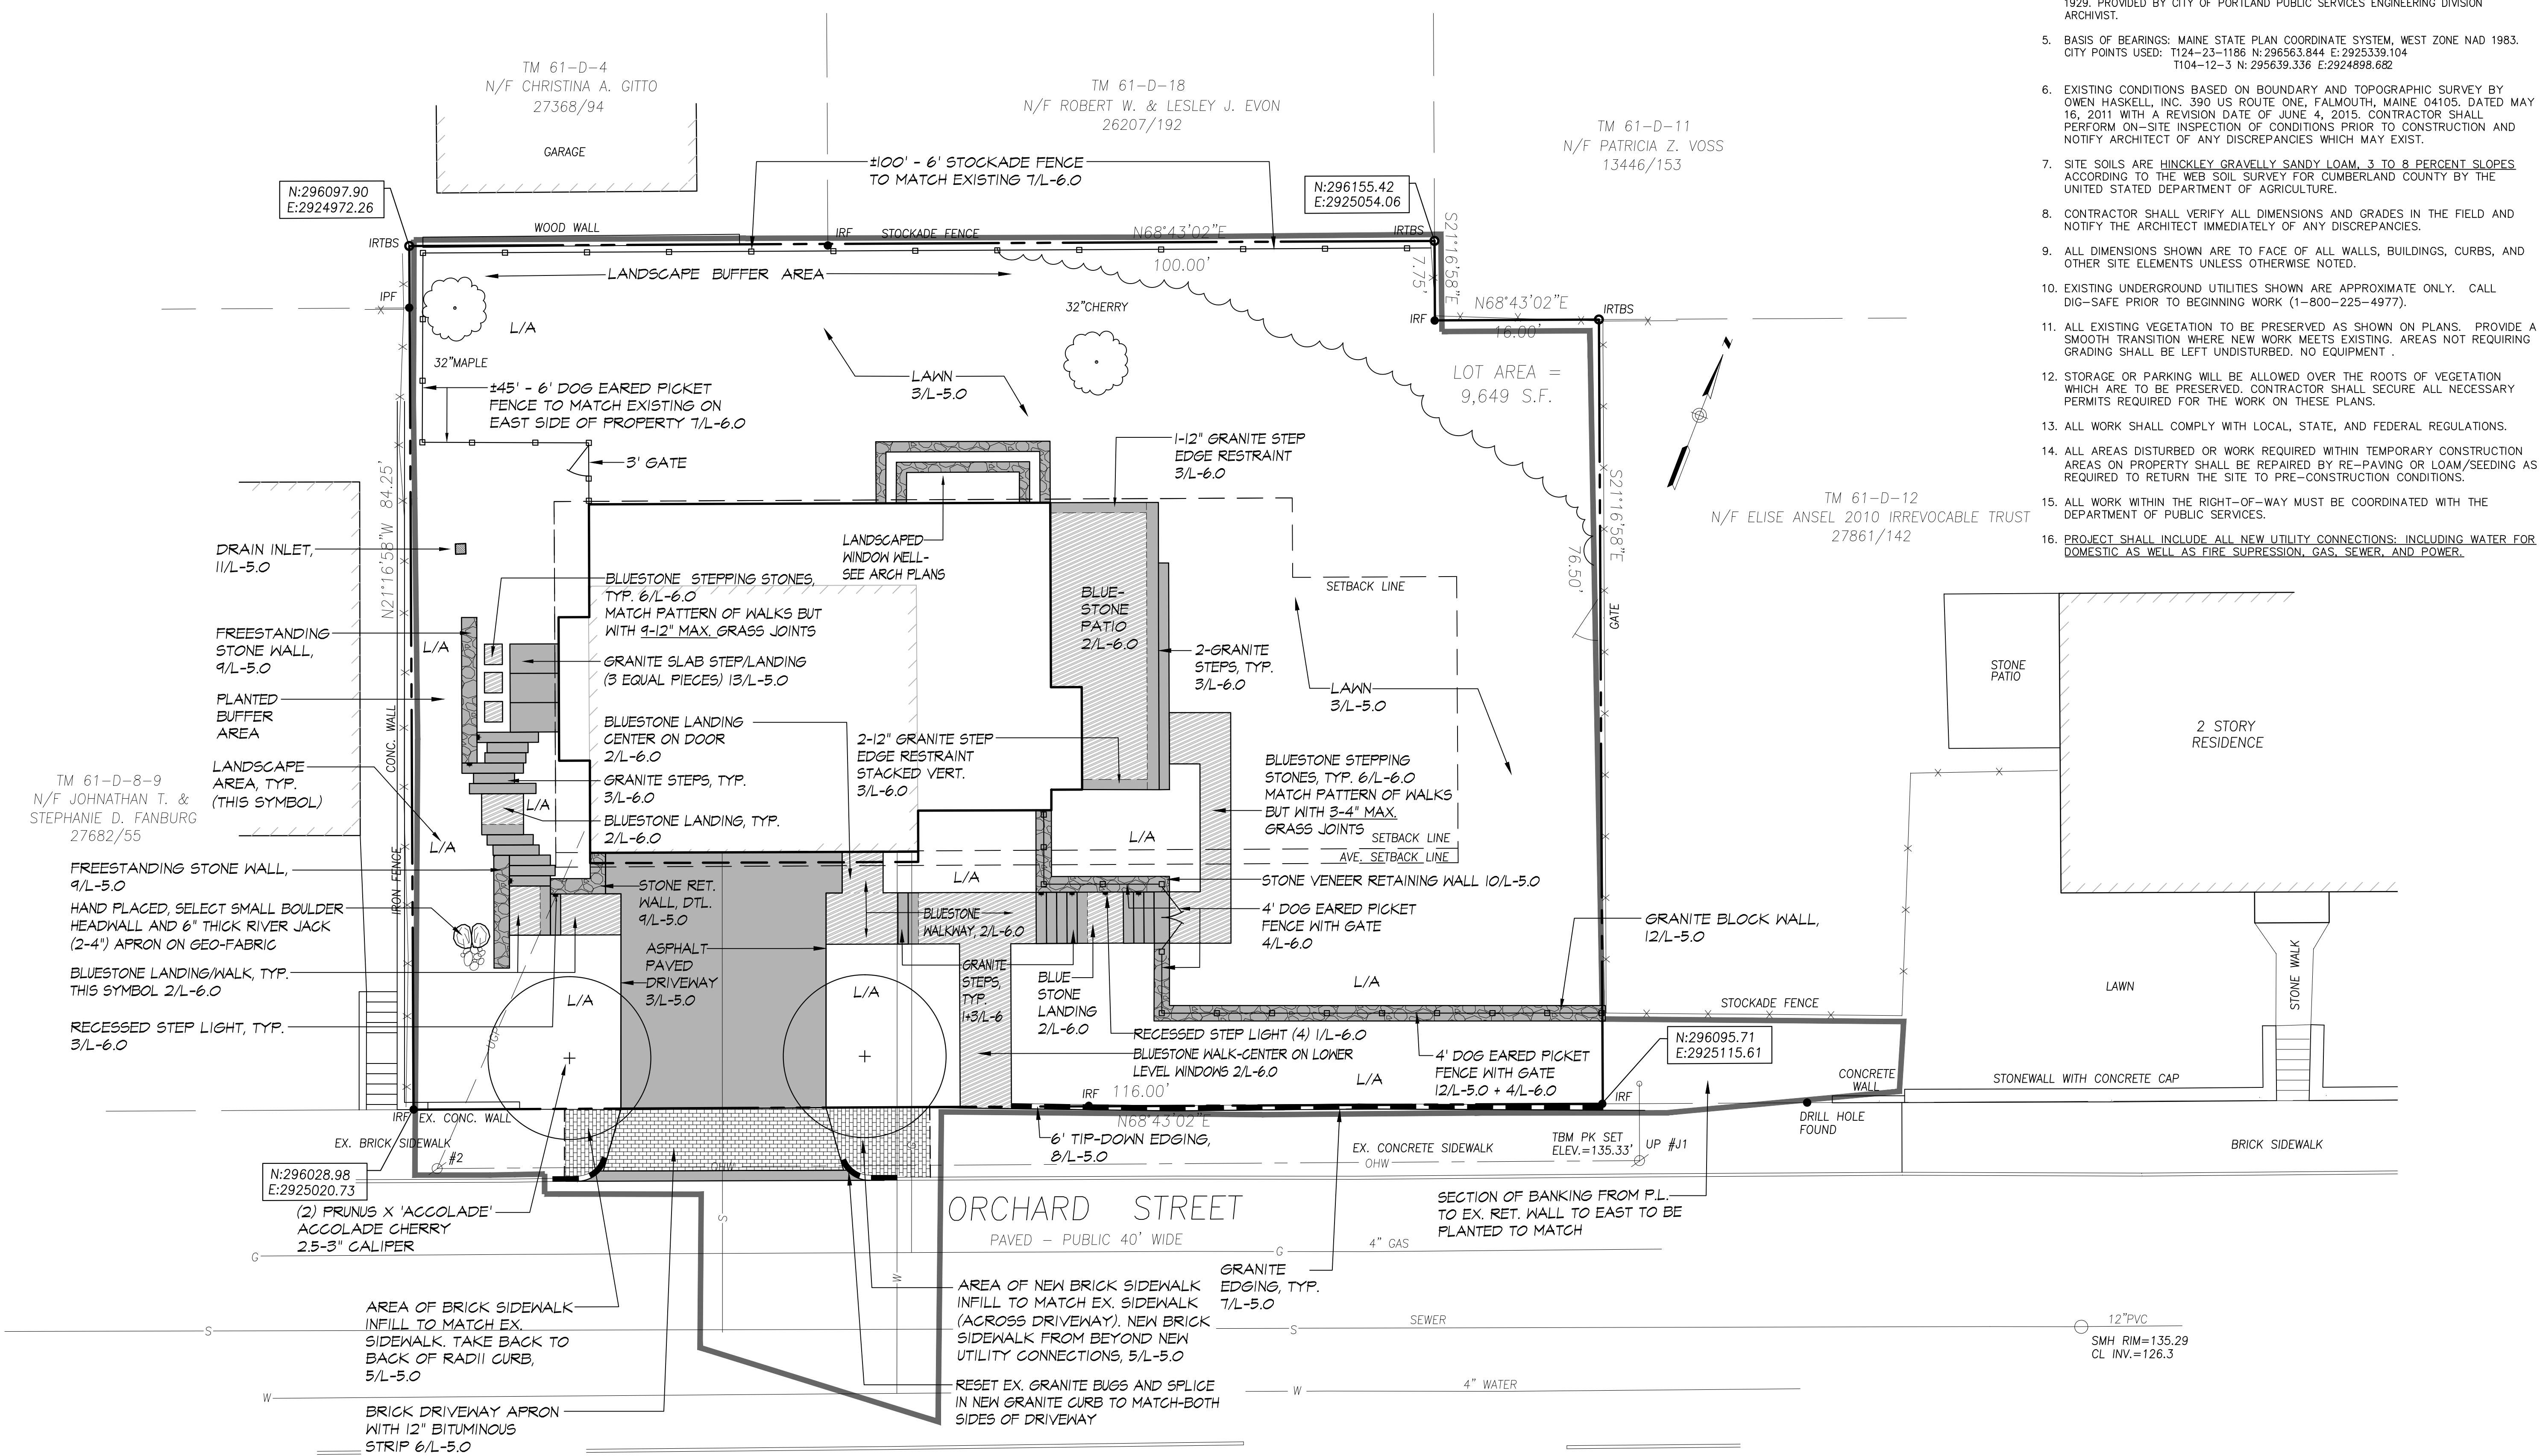 1929. PROVIDED BY CITY OF PORTLAND PUBLIC SERVICES ENGINEERING DIVISION
ARCHIVIST.
5. BASIS OF BEARINGS: MAINE STATE PLAN COORDINATE SYSTEM, WEST ZONE NAD 1983.
CITY POINTS USED: T124-23-1186 N:296563.844 E:2925339.104
T104-12-3 N: 295639.336 E:2924898.682
6. EXISTING CONDITIONS BASED ON BOUNDARY AND TOPOGRAPHIC SURVEY BY
OWEN HASKELL, INC. 390 US ROUTE ONE, FALMOUTH, MAINE 04105. DATED MAY
16, 2011 WITH A REVISION DATE OF JUNE 4, 2015. CONTRACTOR SHALL
PERFORM ON-SITE INSPECTION OF CONDITIONS PRIOR TO CONSTRUCTION AND
NOTIFY ARCHITECT OF ANY DISCREPANCIES WHICH MAY EXIST.
7. SITE SOILS ARE HINCKLEY GRAVELLY SANDY LOAM, 3 TO 8 PERCENT SLOPES
ACCORDING TO THE WEB SOIL SURVEY FOR CUMBERLAND COUNTY BY THE
UNITED STATED DEPARTMENT OF AGRICULTURE.
8. CONTRACTOR SHALL VERIFY ALL DIMENSIONS AND GRADES IN THE FIELD AND
NOTIFY THE ARCHITECT IMMEDIATELY OF ANY DISCREPANCIES.
9. ALL DIMENSIONS SHOWN ARE TO FACE OF ALL WALLS, BUILDINGS, CURBS, AND
OTHER SITE ELEMENTS UNLESS OTHERWISE NOTED.
10. EXISTING UNDERGROUND UTILITIES SHOWN ARE APPROXIMATE ONLY. CALL
DIG-SAFE PRIOR TO BEGINNING WORK (1-800-225-4977).
11. ALL EXISTING VEGETATION TO BE PRESERVED AS SHOWN ON PLANS. PROVIDE A
SMOOTH TRANSITION WHERE NEW WORK MEETS EXISTING. AREAS NOT REQUIRING
GRADING SHALL BE LEFT UNDISTURBED. NO EQUIPMENT .
12. STORAGE OR PARKING WILL BE ALLOWED OVER THE ROOTS OF VEGETATION
WHICH ARE TO BE PRESERVED. CONTRACTOR SHALL SECURE ALL NECESSARY
PERMITS REQUIRED FOR THE WORK ON THESE PLANS.
13. ALL WORK SHALL COMPLY WITH LOCAL, STATE, AND FEDERAL REGULATIONS.
14. ALL AREAS DISTURBED OR WORK REQUIRED WITHIN TEMPORARY CONSTRUCTION
AREAS ON PROPERTY SHALL BE REPAIRED BY RE-PAVING OR LOAM/SEEDING AS
REQUIRED TO RETURN THE SITE TO PRE-CONSTRUCTION CONDITIONS.
15. ALL WORK WITHIN THE RIGHT-OF-WAY MUST BE COORDINATED WITH THE
DEPARTMENT OF PUBLIC SERVICES.
16. PROJECT SHALL INCLUDE ALL NEW UTILITY CONNECTIONS: INCLUDING WATER FOR
DOMESTIC AS WELL AS FIRE SUPRESSION, GAS, SEWER, AND POWER.
TM 61-D-4
N/F CHRISTINA A. GITTO
27368/94
GARAGE
TM 61-D-18
N/F ROBERT W. & LESLEY J. EVON
26207/192
TM 61-D-11
N/F PATRICIA Z. VOSS
13446/153
±100' - 6' STOCKADE FENCE
TO MATCH EXISTING 7/L-6.0
N:296097.90
E:2924972.26
N:296155.42
E:2925054.06
IRTBS
WOOD WALL
IRF
STOCKADE FENCE
N68°43'02"E
IRTBS
100.00'
7.75'
S21°16'58"E
LANDSCAPE BUFFER AREA
IPF
L/A
32"MAPLE
32"CHERRY
IRF
N68°43'02"E
16.00'
IRTBS
LAWN
3/L-5.0
LOT AREA =
9,649 S.F.
N
±45' - 6' DOG EARED PICKET
FENCE TO MATCH EXISTING ON
EAST SIDE OF PROPERTY 7/L-6.0
3' GATE
1-12" GRANITE STEP
EDGE RESTRAINT
3/L-6.0
N21°16'58"W 84.25'
S21°16'58"E
76.50'
TM 61-D-12
N/F ELISE ANSEL 2010 IRREVOCABLE TRUST
27861/142
DRAIN INLET,
11/L-5.0
LANDSCAPED
WINDOW WELL-
SEE ARCH PLANS
BLUESTONE STEPPING STONES,
TYP. 6/L-6.0
MATCH PATTERN OF WALKS BUT
WITH 9-12" MAX. GRASS JOINTS
BLUE-
STONE
PATIO
2/L-6.0
SETBACK LINE
GATE
FREESTANDING
STONE WALL,
9/L-5.0
L/A
GRANITE SLAB STEP/LANDING
(3 EQUAL PIECES) 13/L-5.0
2-GRANITE
STEPS, TYP.
3/L-6.0
LAWN
3/L-5.0
STONE
PATIO
PLANTED
BUFFER
AREA
CONC. WALL
BLUESTONE LANDING
CENTER ON DOOR
2/L-6.0
2-12" GRANITE STEP
EDGE RESTRAINT
STACKED VERT.
3/L-6.0
2 STORY
RESIDENCE
TM 61-D-8-9
N/F JOHNATHAN T. &
STEPHANIE D. FANBURG
27682/55
LANDSCAPE
AREA, TYP.
(THIS SYMBOL)
GRANITE STEPS, TYP.
3/L-6.0
L/A
BLUESTONE LANDING, TYP.
2/L-6.0
BLUESTONE STEPPING
STONES, TYP. 6/L-6.0
MATCH PATTERN OF WALKS
BUT WITH 3-4" MAX.
GRASS JOINTS
SETBACK LINE
AVE. SETBACK LINE
L/A
L/A
IRON FENCE
FREESTANDING STONE WALL,
9/L-5.0
STONE RET.
WALL, DTL.
9/L-5.0
L/A
STONE VENEER RETAINING WALL 10/L-5.0
HAND PLACED, SELECT SMALL BOULDER
HEADWALL AND 6" THICK RIVER JACK
(2-4") APRON ON GEO-FABRIC
BLUESTONE
WALKWAY, 2/L-6.0
4' DOG EARED PICKET
FENCE WITH GATE
4/L-6.0
GRANITE BLOCK WALL,
12/L-5.0
BLUESTONE LANDING/WALK, TYP.
THIS SYMBOL 2/L-6.0
ASPHALT
PAVED
DRIVEWAY
3/L-5.0
GRANITE
STEPS,
TYP.
1+3/L-6
BLUE
STONE
LANDING
2/L-6.0
L/A
L/A
L/A
STONE WALK
LAWN
STOCKADE FENCE
RECESSED STEP LIGHT, TYP.
3/L-6.0
UGP
RECESSED STEP LIGHT (4) 1/L-6.0
BLUESTONE WALK-CENTER ON LOWER
LEVEL WINDOWS 2/L-6.0
4' DOG EARED PICKET
FENCE WITH GATE
12/L-5.0 + 4/L-6.0
L/A
N:296095.71
E:2925115.61
CONCRETE
WALL
STONEWALL WITH CONCRETE CAP
IRF
EX. CONC. WALL
IRF
116.00'
N68°43'02"E
IRF
DRILL HOLE
FOUND
EX. BRICK SIDEWALK
#2
OHW
6' TIP-DOWN EDGING,
8/L-5.0
EX. CONCRETE SIDEWALK
OHW
TBM PK SET
ELEV.=135.33'
UP #J1
BRICK SIDEWALK
N:296028.98
E:2925020.73
(2) PRUNUS X 'ACCOLADE'
ACCOLADE CHERRY
2.5-3" CALIPER
S
G
ORCHARD STREET
PAVED - PUBLIC 40' WIDE
SECTION OF BANKING FROM P.L.
TO EX. RET. WALL TO EAST TO BE
PLANTED TO MATCH
G
G
4" GAS
W
GRANITE
EDGING, TYP.
7/L-5.0
AREA OF BRICK SIDEWALK
INFILL TO MATCH EX.
SIDEWALK. TAKE BACK TO
BACK OF RADII CURB,
5/L-5.0
AREA OF NEW BRICK SIDEWALK
INFILL TO MATCH EX. SIDEWALK
(ACROSS DRIVEWAY). NEW BRICK
SIDEWALK FROM BEYOND NEW
UTILITY CONNECTIONS, 5/L-5.0
S
S
SEWER
12"PVC
SMH RIM=135.29
CL INV.=126.3
RESET EX. GRANITE BUGS AND SPLICE
IN NEW GRANITE CURB TO MATCH-BOTH
SIDES OF DRIVEWAY
W
W
4" WATER
BRICK DRIVEWAY APRON
WITH 12" BITUMINOUS
STRIP 6/L-5.0